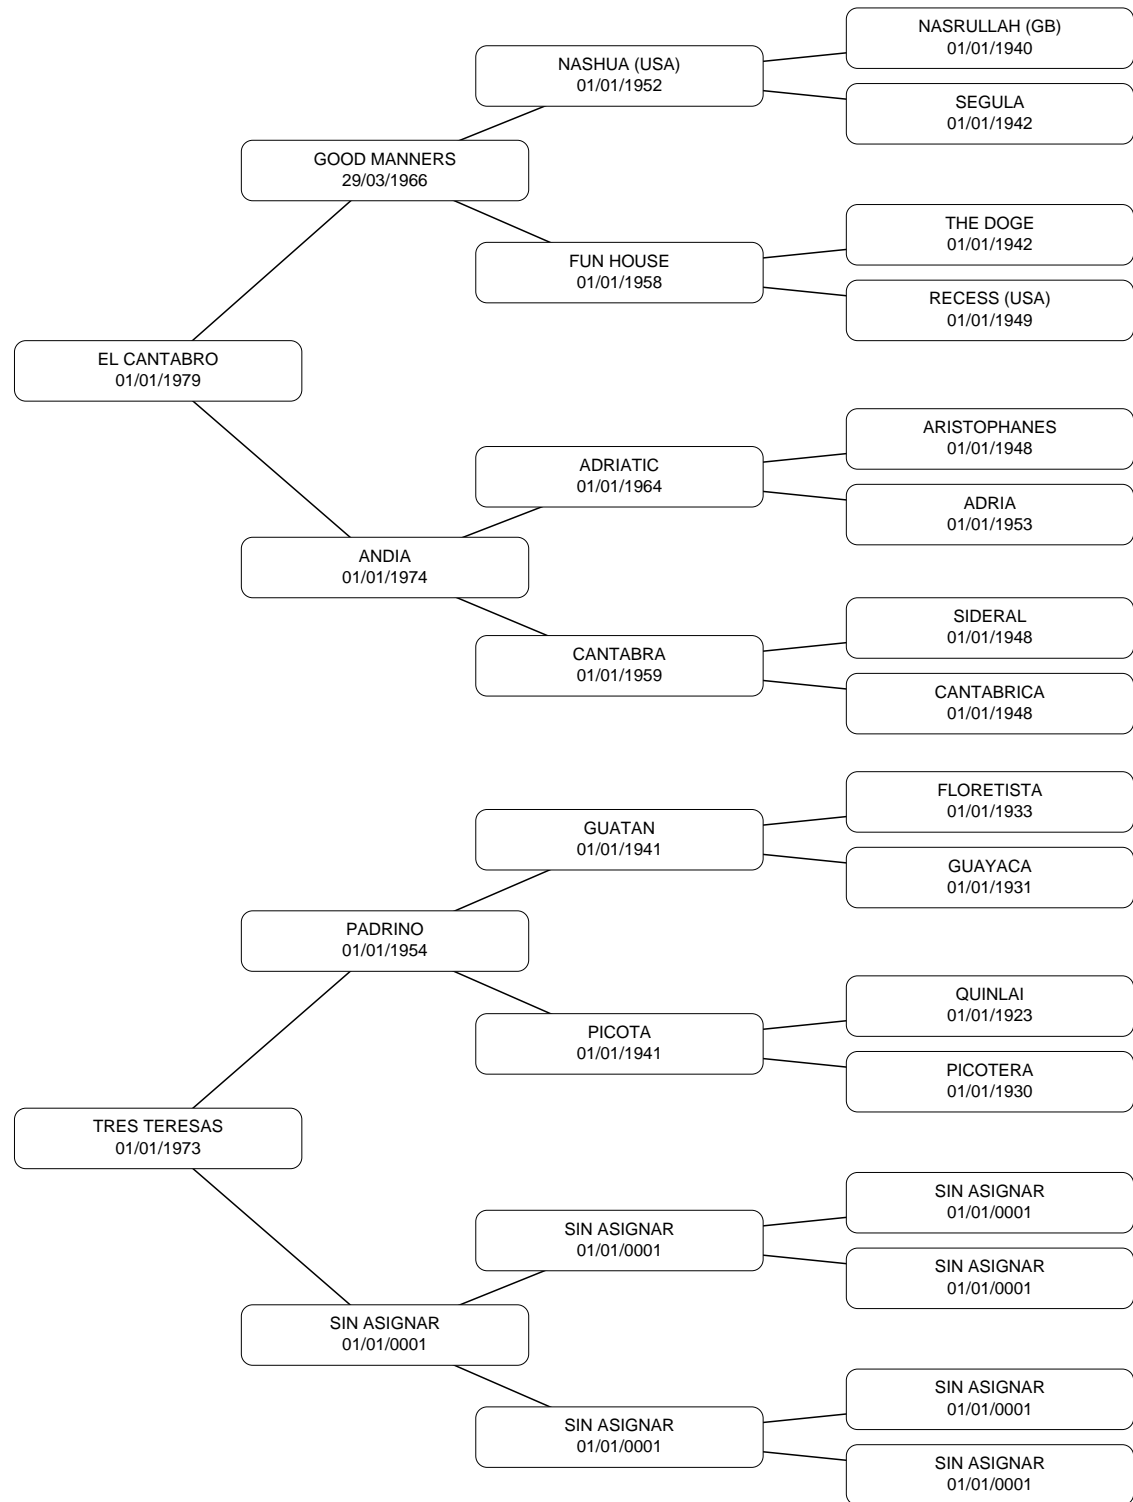 NASRULLAH (GB)
01/01/1940
NASHUA (USA)
01/01/1952
SEGULA
01/01/1942
GOOD MANNERS
29/03/1966
THE DOGE
01/01/1942
FUN HOUSE
01/01/1958
RECESS (USA)
01/01/1949
EL CANTABRO
01/01/1979
ARISTOPHANES
01/01/1948
ADRIATIC
01/01/1964
ADRIA
01/01/1953
ANDIA
01/01/1974
SIDERAL
01/01/1948
CANTABRA
01/01/1959
CANTABRICA
01/01/1948
FLORETISTA
01/01/1933
GUATAN
01/01/1941
GUAYACA
01/01/1931
PADRINO
01/01/1954
QUINLAI
01/01/1923
PICOTA
01/01/1941
PICOTERA
01/01/1930
TRES TERESAS
01/01/1973
SIN ASIGNAR
01/01/0001
SIN ASIGNAR
01/01/0001
SIN ASIGNAR
01/01/0001
SIN ASIGNAR
01/01/0001
SIN ASIGNAR
01/01/0001
SIN ASIGNAR
01/01/0001
SIN ASIGNAR
01/01/0001